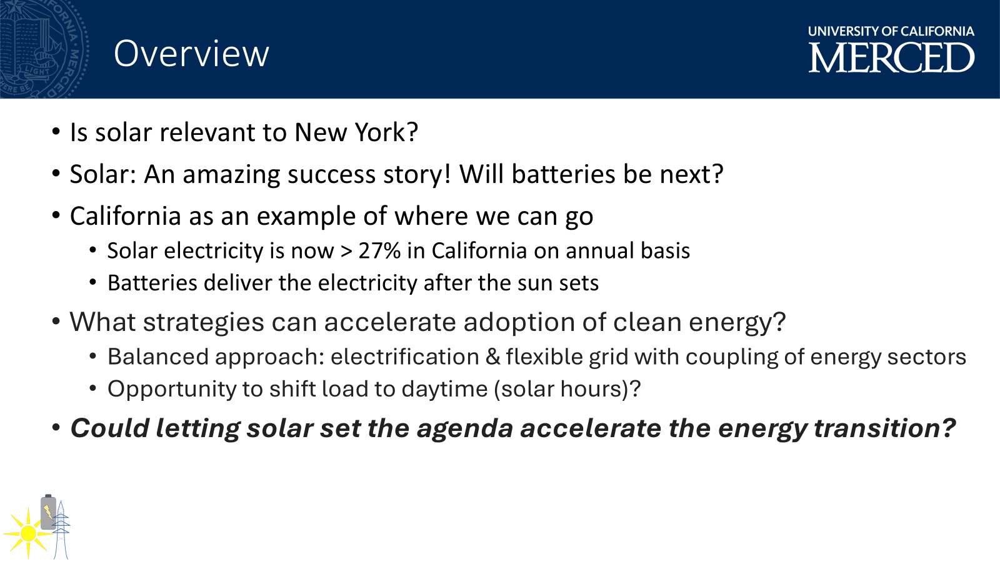 Overview
UNIVERSITY OF CALIFORNIA
MERCED
• Is solar relevant to New York?
• Solar: An amazing success story! Will batteries be next?
• California as an example of where we can go
• Solar electricity is now > 27% in California on annual basis
• Batteries deliver the electricity after the sun sets
• What strategies can accelerate adoption of clean energy?
• Balanced approach: electrification & flexible grid with coupling of energy sectors
• Opportunity to shift load to daytime (solar hours)?
• Could letting solar set the agenda accelerate the energy transition?
LIGHT
MERCED